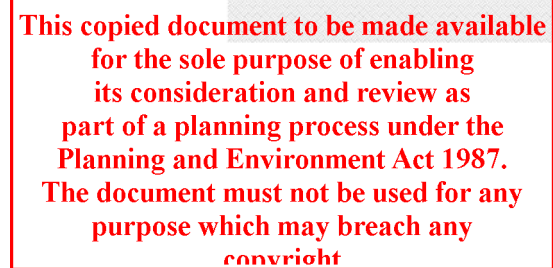 This copied document to be made available
for the sole purpose of enabling
its consideration and review as
part of a planning process under the
Planning and Environment Act 1987.
The document must not be used for any
purpose which may breach any
copyright